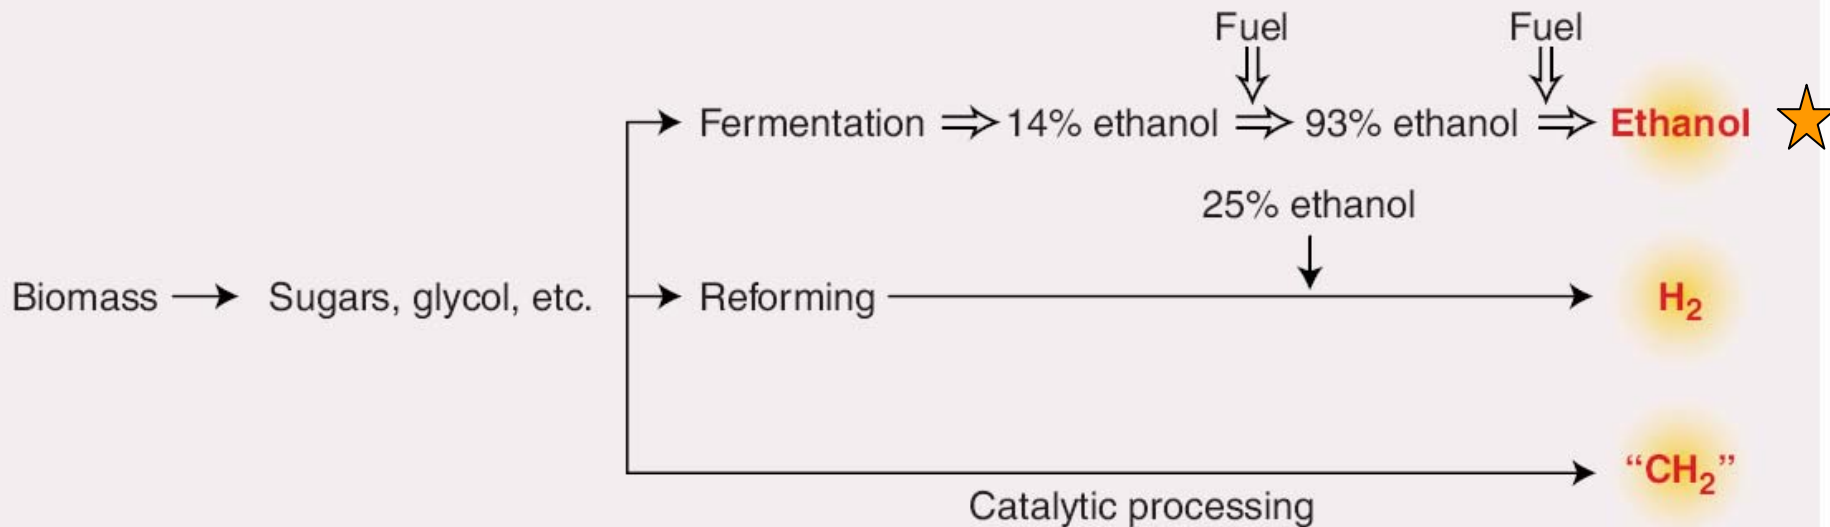 Fuel Fuel
Fermentation 14% ethanol 93% ethanol Ethanol
25% ethanol
Biomass Sugars, glycol, etc. Reforming H₂
“CH₂”
Catalytic processing